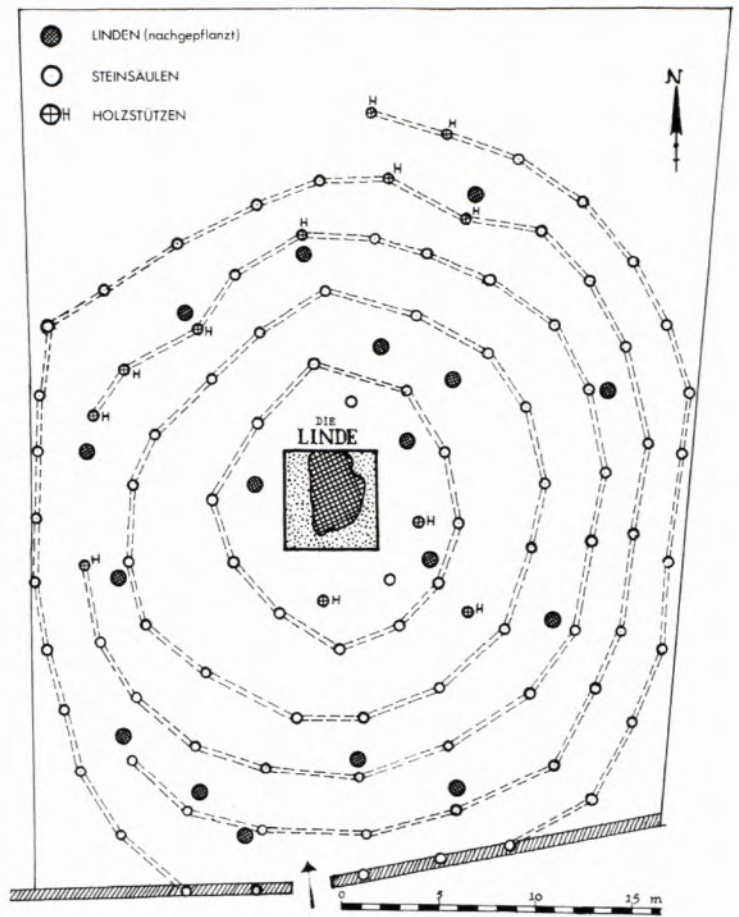 LINDEN (nachgepflanzt)
STEINSÄULEN
H HOLZSTÜTZEN
N
H
H
H
H
H
H
H
H
DIE
LINDE
H
H
H
H
0 5 10 15 m